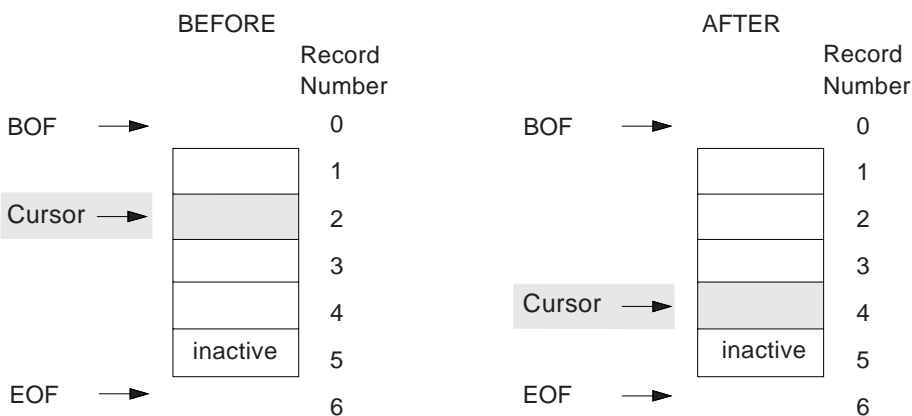 BEFORE
Record
Number
BOF
0
1
Cursor
2
3
4
inactive
5
EOF
6
AFTER
Record
Number
BOF
0
1
2
3
Cursor
4
inactive
5
EOF
6